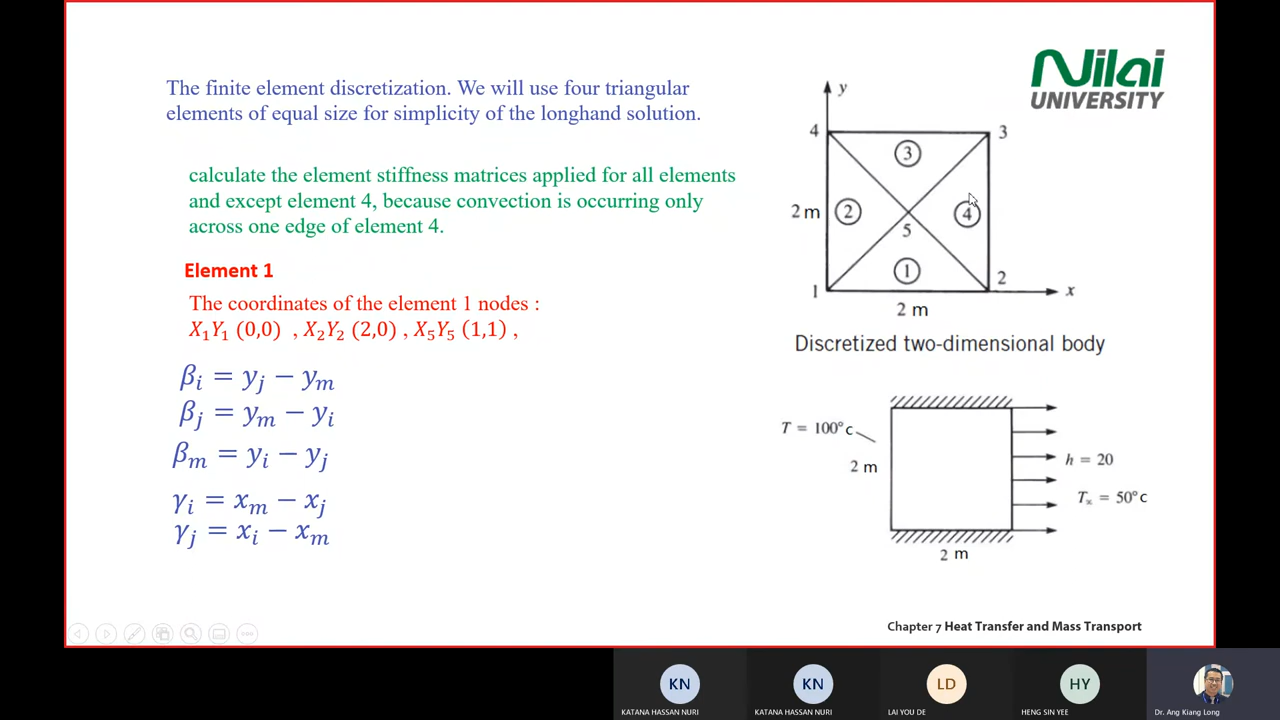 The finite element discretization. We will use four triangular
elements of equal size for simplicity of the longhand solution.
calculate the element stiffness matrices applied for all elements
and except element 4, because convection is occurring only
across one edge of element 4.
Element 1
The coordinates of the element 1 nodes :
X₁Y₁ (0,0) , X₂Y₂ (2,0) , X₅Y₅ (1,1) ,
βᵢ = yⱼ − yₘ
βⱼ = yₘ − yᵢ
βₘ = yᵢ − yⱼ
γᵢ = xₘ − xⱼ
γⱼ = xᵢ − xₘ
Nilai
UNIVERSITY
y
4
3
③
2 m
②
④
5
①
1
2
x
2 m
Discretized two-dimensional body
T = 100°c
2 m
h = 20
T∞ = 50°c
2 m
Chapter 7 Heat Transfer and Mass Transport
KN
KN
LD
HY
KATANA HASSAN NURI
KATANA HASSAN NURI
LAI YOU DE
HENG SIN YEE
Dr. Ang Kiang Long